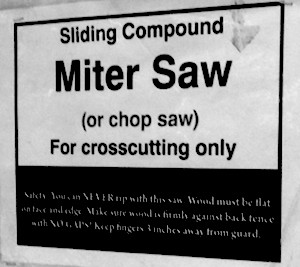 Sliding Compound
Miter Saw
(or chop saw)
For crosscutting only
Safety: You can NEVER rip with this saw. Wood must be flat
on face and edge. Make sure wood is firmly against back fence
with NO GAPS! Keep fingers 3 inches away from guard.